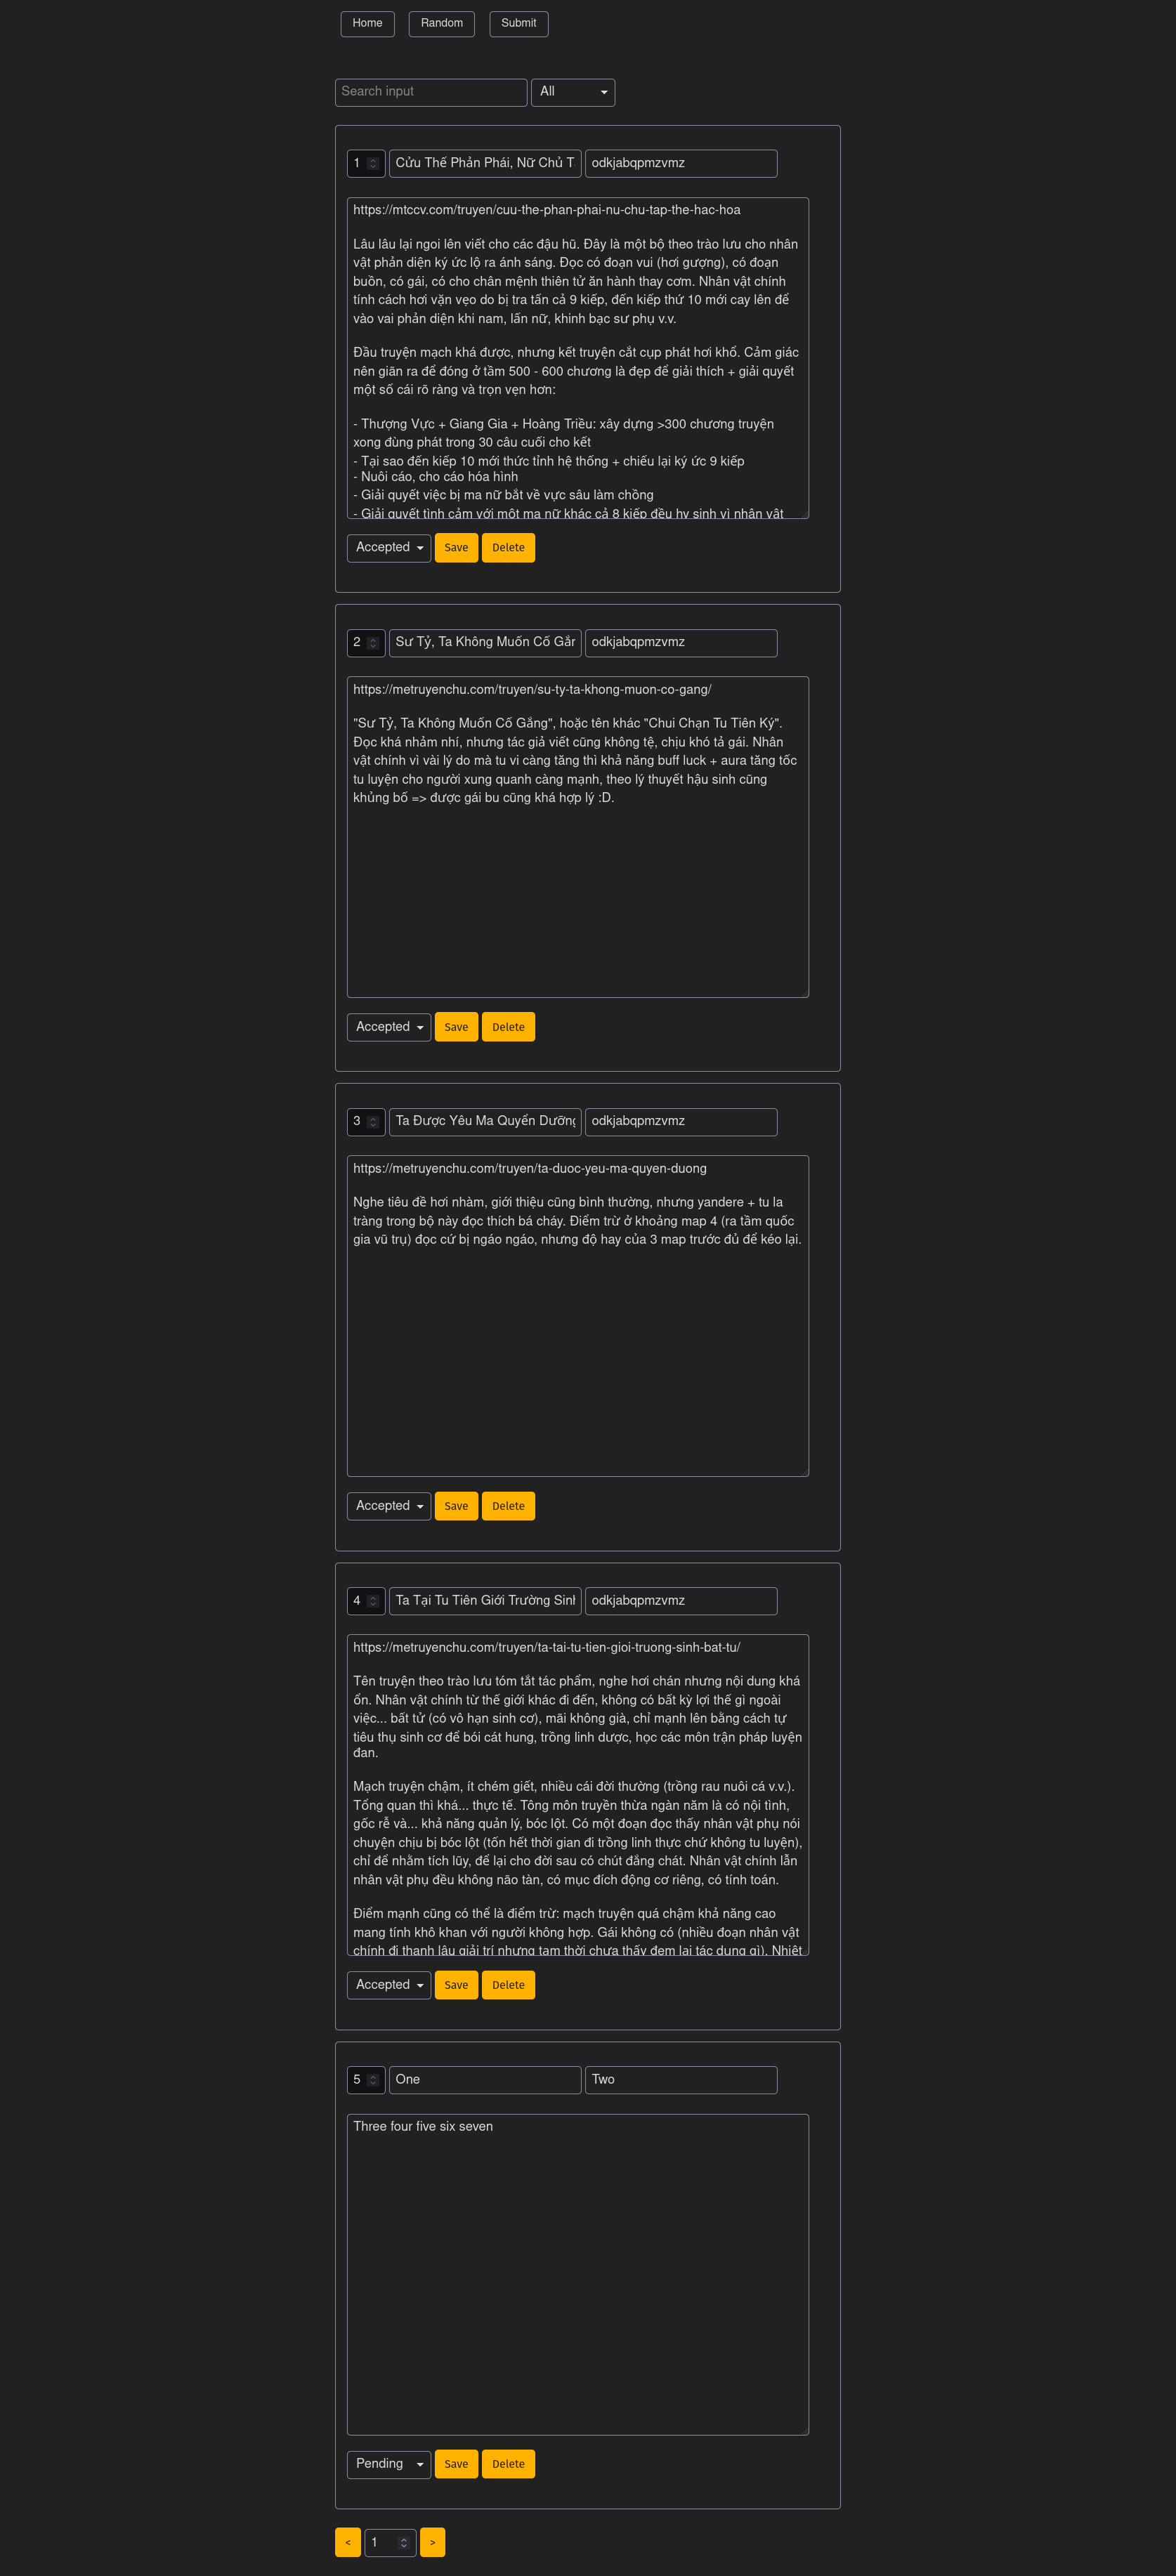 Home Random Submit
Search input All
1 Cửu Thế Phản Phái, Nữ Chủ T odkjabqpmzvmz
https://mtccv.com/truyen/cuu-the-phan-phai-nu-chu-tap-the-hac-hoa
Lâu lâu lại ngoi lên viết cho các đậu hũ. Đây là một bộ theo trào lưu cho nhân
vật phản diện ký ức lộ ra ánh sáng. Đọc có đoạn vui (hơi gượng), có đoạn
buồn, có gái, có cho chân mệnh thiên tử ăn hành thay cơm. Nhân vật chính
tính cách hơi vặn vẹo do bị tra tấn cả 9 kiếp, đến kiếp thứ 10 mới cay lên để
vào vai phản diện khi nam, lấn nữ, khinh bạc sư phụ v.v.
Đầu truyện mạch khá được, nhưng kết truyện cắt cụp phát hơi khổ. Cảm giác
nên giãn ra để đóng ở tầm 500 - 600 chương là đẹp để giải thích + giải quyết
một số cái rõ ràng và trọn vẹn hơn:
- Thượng Vực + Giang Gia + Hoàng Triều: xây dựng >300 chương truyện
xong đùng phát trong 30 câu cuối cho kết
- Tại sao đến kiếp 10 mới thức tỉnh hệ thống + chiếu lại ký ức 9 kiếp
- Nuôi cáo, cho cáo hóa hình
- Giải quyết việc bị ma nữ bắt về vực sâu làm chồng
- Giải quyết tình cảm với một ma nữ khác cả 8 kiếp đều hy sinh vì nhân vật
Accepted Save Delete
2 Sư Tỷ, Ta Không Muốn Cố Gắn odkjabqpmzvmz
https://metruyenchu.com/truyen/su-ty-ta-khong-muon-co-gang/
"Sư Tỷ, Ta Không Muốn Cố Gắng", hoặc tên khác "Chui Chạn Tu Tiên Ký".
Đọc khá nhảm nhí, nhưng tác giả viết cũng không tệ, chịu khó tả gái. Nhân
vật chính vì vài lý do mà tu vi càng tăng thì khả năng buff luck + aura tăng tốc
tu luyện cho người xung quanh càng mạnh, theo lý thuyết hậu sinh cũng
khủng bố => được gái bu cũng khá hợp lý :D.
Accepted Save Delete
3 Ta Được Yêu Ma Quyển Dưỡng odkjabqpmzvmz
https://metruyenchu.com/truyen/ta-duoc-yeu-ma-quyen-duong
Nghe tiêu đề hơi nhàm, giới thiệu cũng bình thường, nhưng yandere + tu la
tràng trong bộ này đọc thích bá cháy. Điểm trừ ở khoảng map 4 (ra tầm quốc
gia vũ trụ) đọc cứ bị ngáo ngáo, nhưng độ hay của 3 map trước đủ để kéo lại.
Accepted Save Delete
4 Ta Tại Tu Tiên Giới Trường Sinh odkjabqpmzvmz
https://metruyenchu.com/truyen/ta-tai-tu-tien-gioi-truong-sinh-bat-tu/
Tên truyện theo trào lưu tóm tắt tác phẩm, nghe hơi chán nhưng nội dung khá
ổn. Nhân vật chính từ thế giới khác đi đến, không có bất kỳ lợi thế gì ngoài
việc... bất tử (có vô hạn sinh cơ), mãi không già, chỉ mạnh lên bằng cách tự
tiêu thụ sinh cơ để bói cát hung, trồng linh dược, học các môn trận pháp luyện
đan.
Mạch truyện chậm, ít chém giết, nhiều cái đời thường (trồng rau nuôi cá v.v.).
Tổng quan thì khá... thực tế. Tông môn truyền thừa ngàn năm là có nội tình,
gốc rễ và... khả năng quản lý, bóc lột. Có một đoạn đọc thấy nhân vật phụ nói
chuyện chịu bị bóc lột (tốn hết thời gian đi trồng linh thực chứ không tu luyện),
chỉ để nhằm tích lũy, để lại cho đời sau có chút đắng chát. Nhân vật chính lẫn
nhân vật phụ đều không não tàn, có mục đích động cơ riêng, có tính toán.
Điểm mạnh cũng có thể là điểm trừ: mạch truyện quá chậm khả năng cao
mang tính khô khan với người không hợp. Gái không có (nhiều đoạn nhân vật
chính đi thanh lâu giải trí nhưng tạm thời chưa thấy đem lại tác dụng gì). Nhiệt
Accepted Save Delete
5 One Two
Three four five six seven
Pending Save Delete
< 1 >